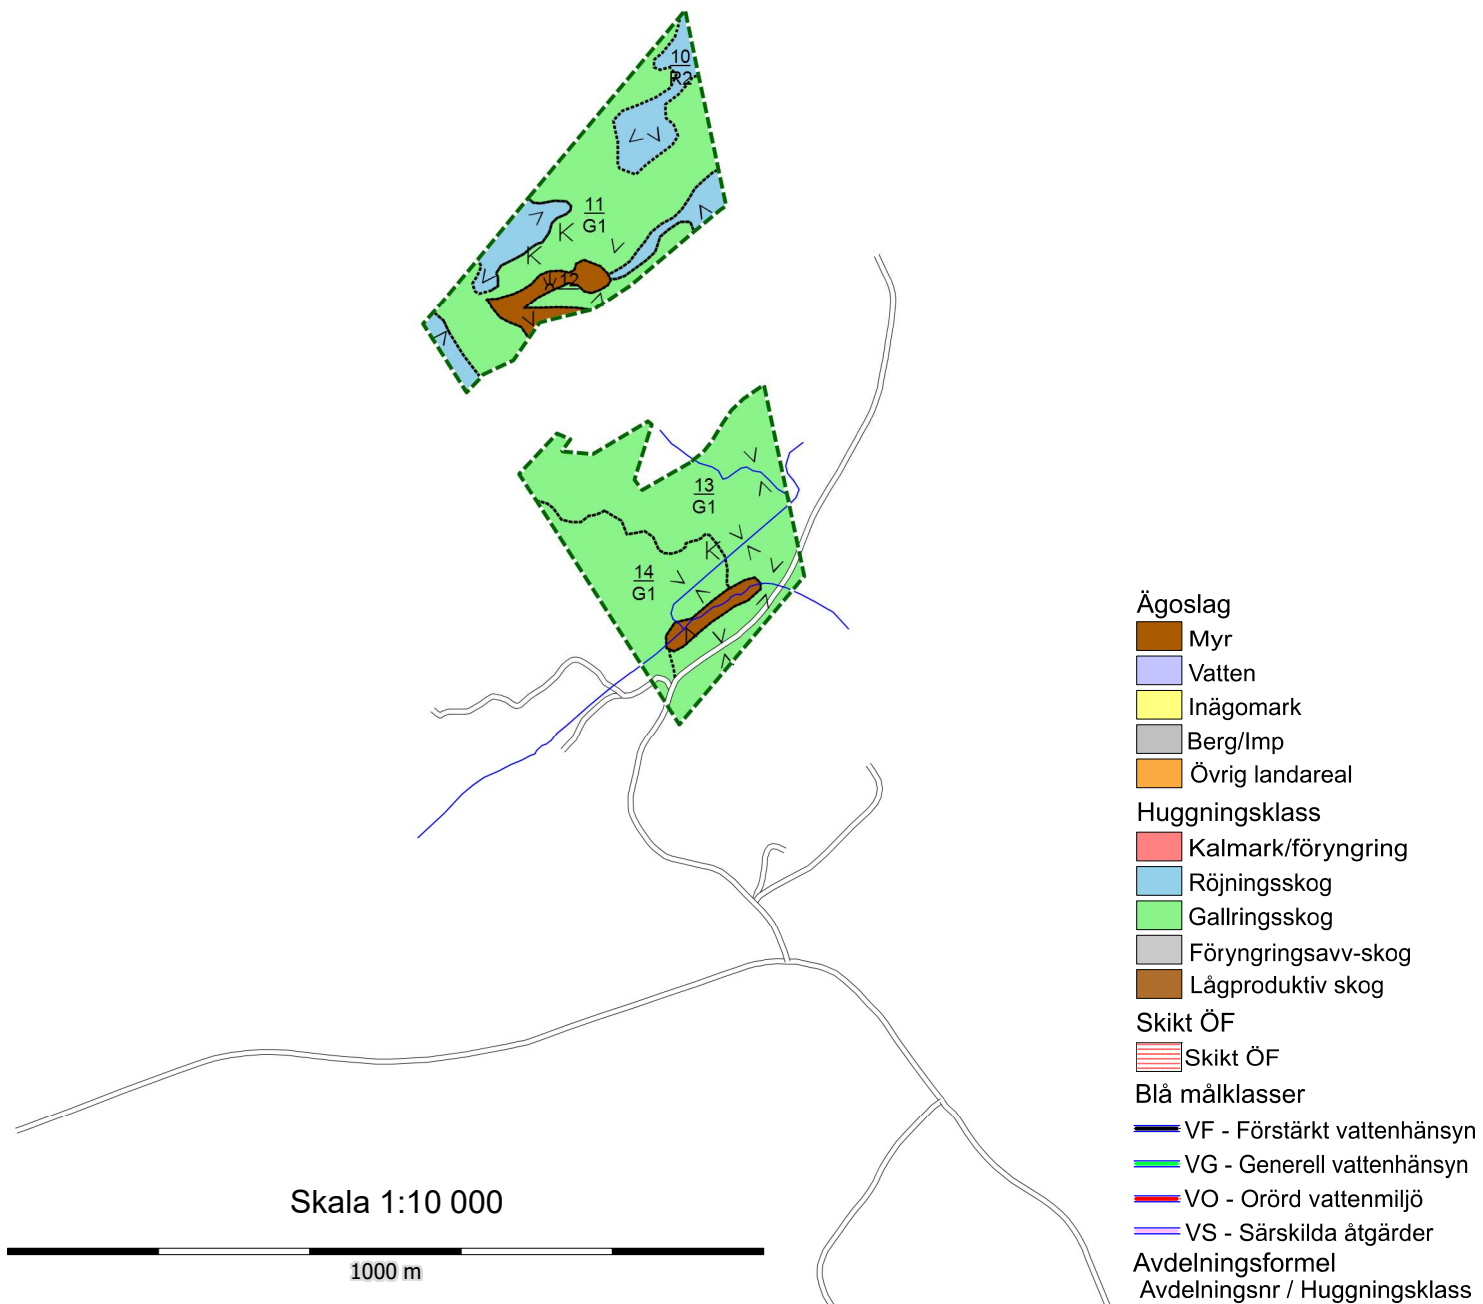 10
R2
11
G1
12
13
G1
14
G1
Ägoslag
Myr
Vatten
Inägomark
Berg/Imp
Övrig landareal
Huggningsklass
Kalmark/föryngring
Röjningsskog
Gallringsskog
Föryngringsavv-skog
Lågproduktiv skog
Skikt ÖF
Skikt ÖF
Blå målklasser
VF - Förstärkt vattenhänsyn
VG - Generell vattenhänsyn
VO - Orörd vattenmiljö
VS - Särskilda åtgärder
Avdelningsformel
Avdelningsnr / Huggningsklass
Skala 1:10 000
1000 m